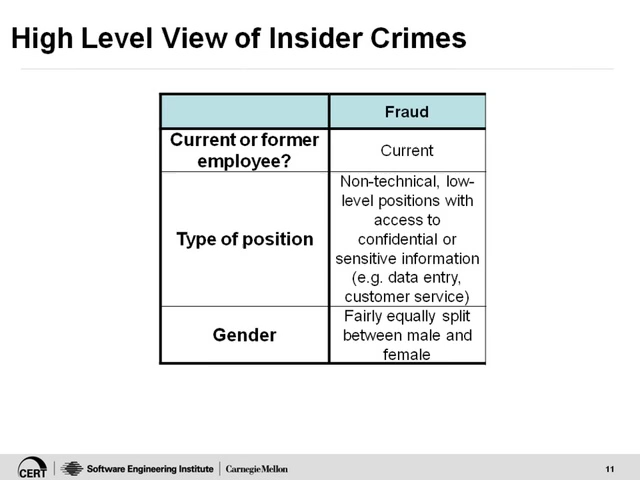 High Level View of Insider Crimes
Fraud
Current or former
employee?
Current
Type of position
Non-technical, low-
level positions with
access to
confidential or
sensitive information
(e.g. data entry,
customer service)
Gender
Fairly equally split
between male and
female
CERT
Software Engineering Institute
CarnegieMellon
11